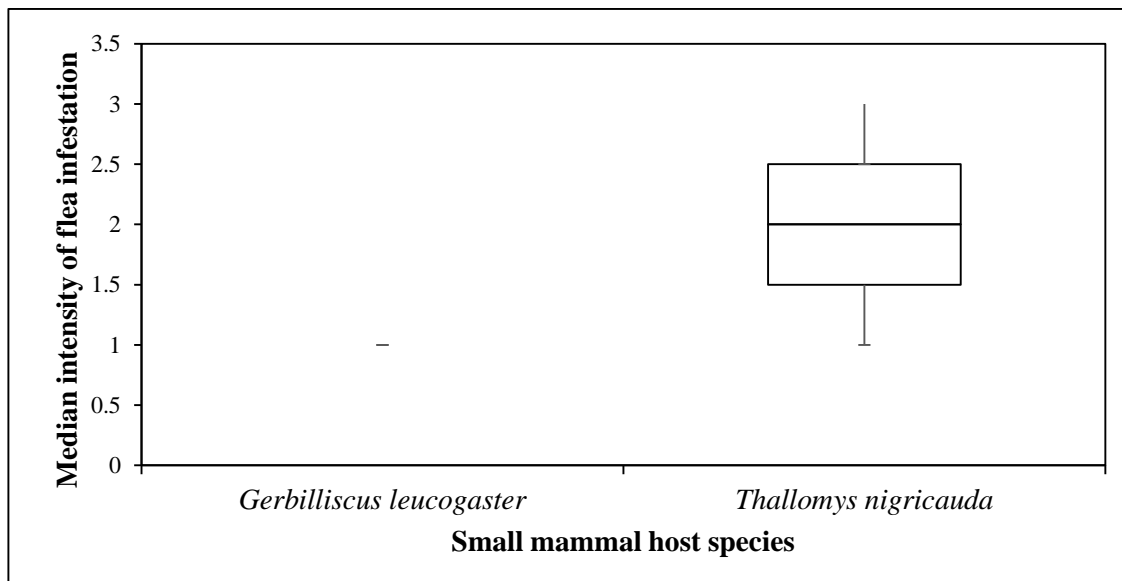 Median intensity of flea infestation
3.5
3
2.5
2
1.5
1
0.5
0
Gerbilliscus leucogaster
Thallomys nigricauda
Small mammal host species